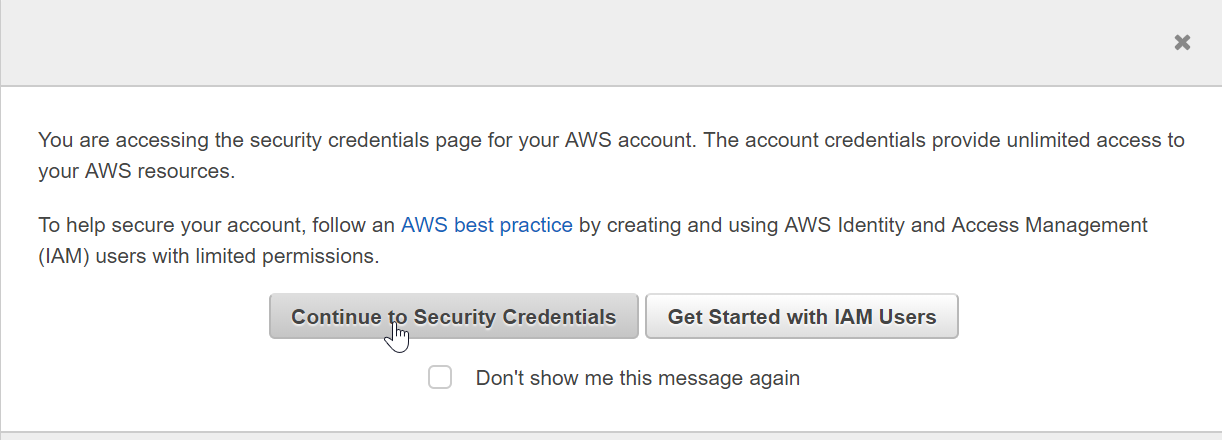 You are accessing the security credentials page for your AWS account. The account credentials provide unlimited access to
your AWS resources.
To help secure your account, follow an AWS best practice by creating and using AWS Identity and Access Management
(IAM) users with limited permissions.
Continue to Security Credentials
Get Started with IAM Users
Don't show me this message again